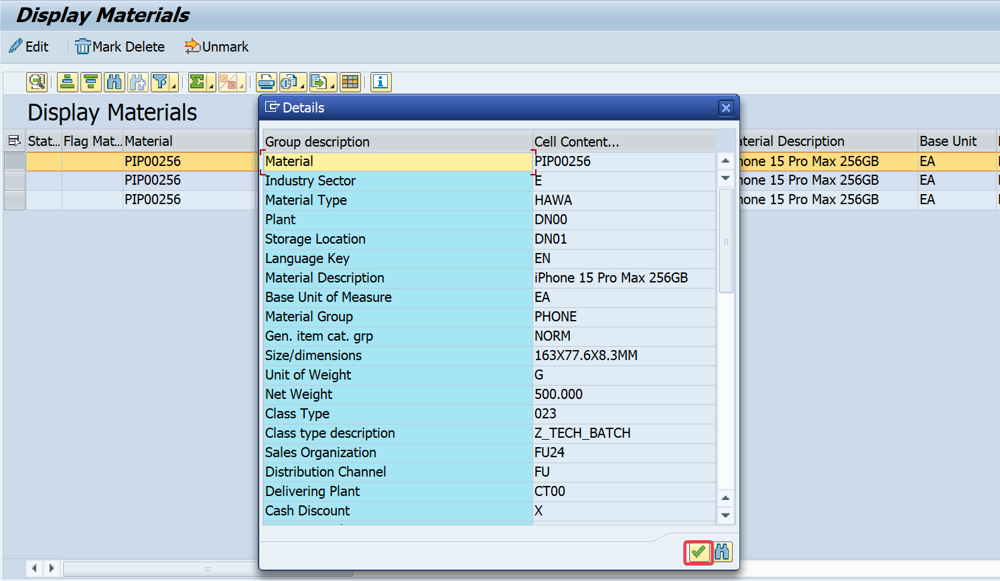 Display Materials
Edit Mark Delete Unmark
Display Materials
Details
Stat... Flag Mat... Material aterial Description Base Unit
PIP00256 hone 15 Pro Max 256GB EA
PIP00256 hone 15 Pro Max 256GB EA
PIP00256 hone 15 Pro Max 256GB EA
Group description Cell Content...
Material PIP00256
Industry Sector E
Material Type HAWA
Plant DN00
Storage Location DN01
Language Key EN
Material Description iPhone 15 Pro Max 256GB
Base Unit of Measure EA
Material Group PHONE
Gen. item cat. grp NORM
Size/dimensions 163X77.6X8.3MM
Unit of Weight G
Net Weight 500.000
Class Type 023
Class type description Z_TECH_BATCH
Sales Organization FU24
Distribution Channel FU
Delivering Plant CT00
Cash Discount X